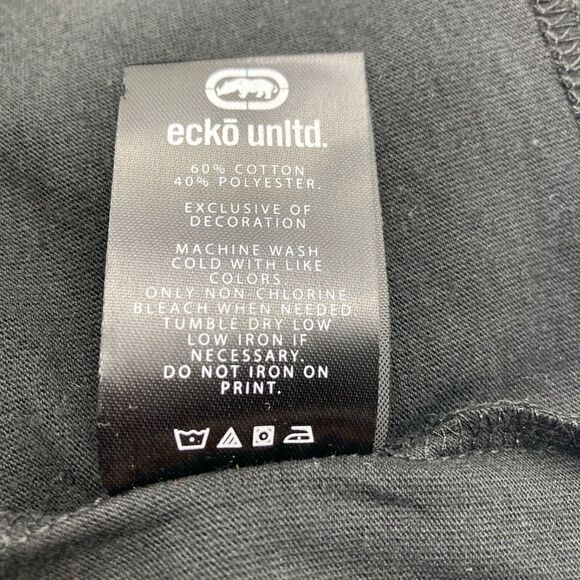 eckō unltd.
60% COTTON
40% POLYESTER.
EXCLUSIVE OF
DECORATION
MACHINE WASH
COLD WITH LIKE
COLORS
ONLY NON CHLORINE
BLEACH WHEN NEEDED
TUMBLE DRY LOW
LOW IRON IF
NECESSARY.
DO NOT IRON ON
PRINT.